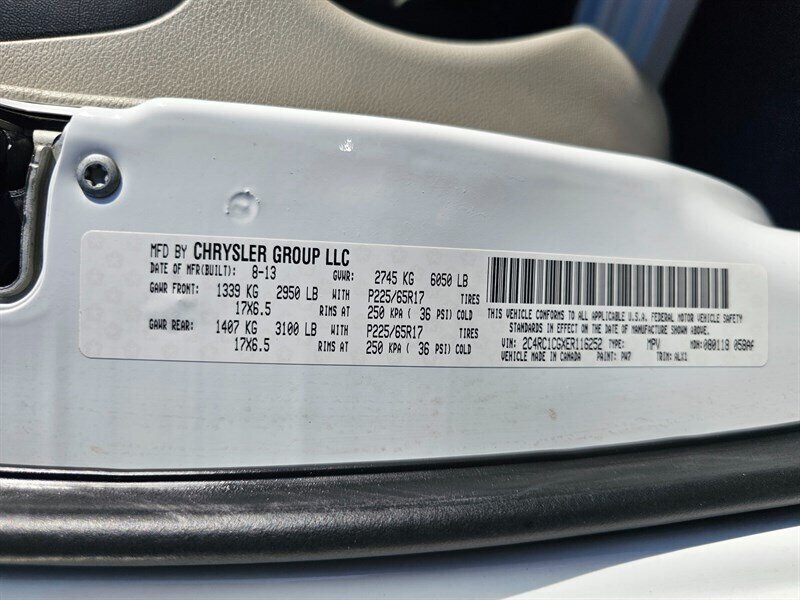 MFD BY CHRYSLER GROUP LLC
DATE OF MFR(BUILT): 8-13 GVWR: 2745 KG 6050 LB
GAWR FRONT: 1339 KG 2950 LB WITH P225/65R17 TIRES
17X6.5 RIMS AT 250 KPA ( 36 PSI) COLD
GAWR REAR: 1407 KG 3100 LB WITH P225/65R17 TIRES
17X6.5 RIMS AT 250 KPA ( 36 PSI) COLD
THIS VEHICLE CONFORMS TO ALL APPLICABLE U.S.A. FEDERAL MOTOR VEHICLE SAFETY
STANDARDS IN EFFECT ON THE DATE OF MANUFACTURE SHOWN ABOVE.
VIN: 2C4RC1CGXER116252 TYPE: MPV MDH: 080118 058AF
VEHICLE MADE IN CANADA PAINT: PW7 TRIM: ALX1